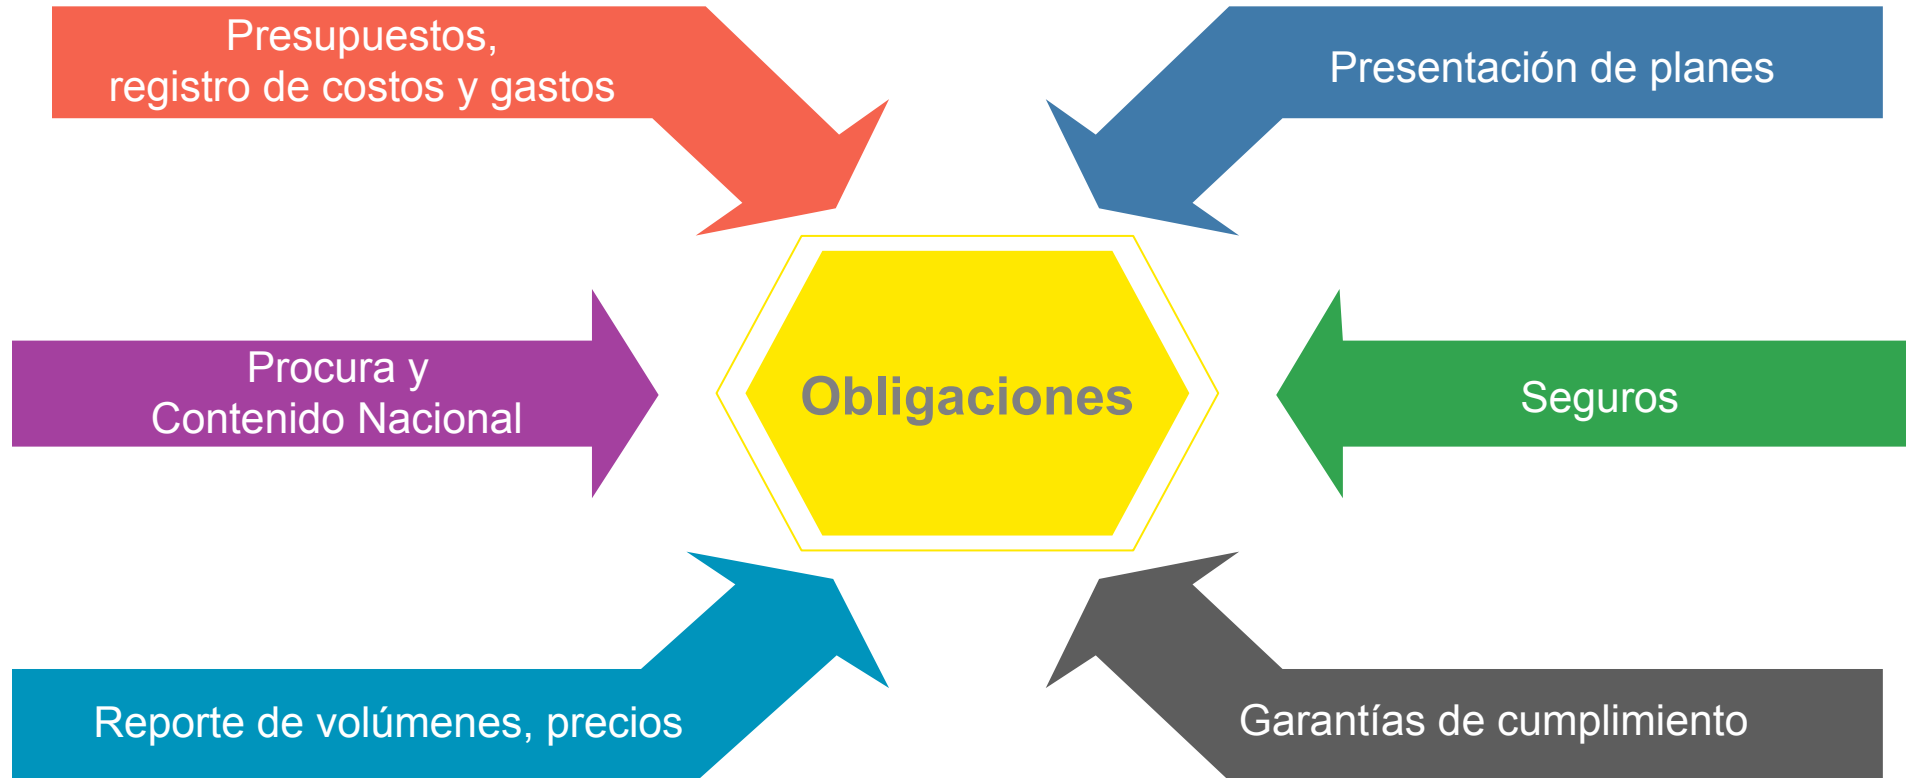 Presupuestos,
registro de costos y gastos
Presentación de planes
Procura y
Contenido Nacional
Obligaciones
Seguros
Reporte de volúmenes, precios
Garantías de cumplimiento